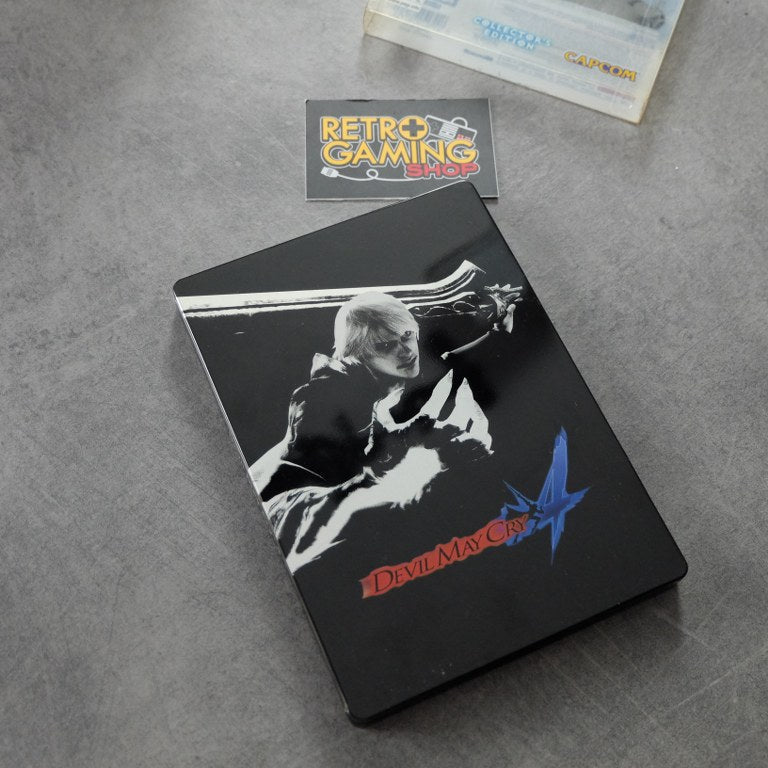 COLLECTOR'S
EDITION
CAPCOM
RETRO
GAMING
SHOP
DEVIL MAY CRY 4